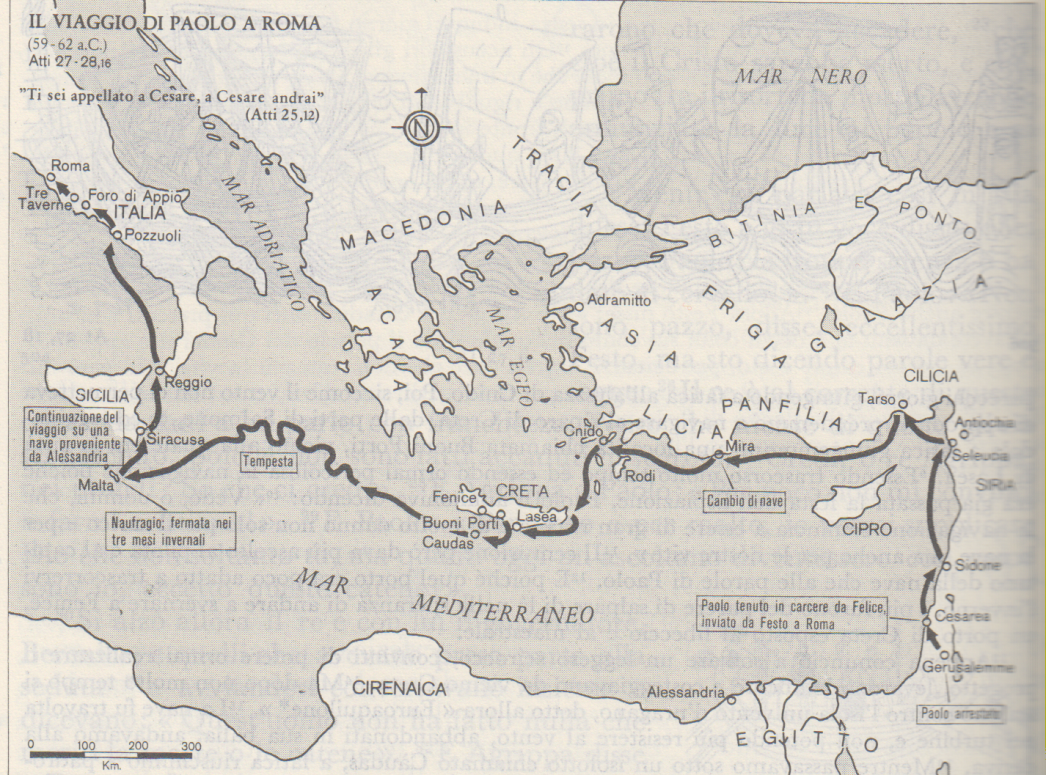 IL VIAGGIO DI PAOLO A ROMA
(59-62 a.C.)
Atti 27-28,16
"Ti sei appellato a Cesare, a Cesare andrai"
(Atti 25,12)
N
MAR NERO
TRACIA
MACEDONIA
BITINIA E PONTO
MAR ADRIATICO
Roma
Tre
Taverne
Foro di Appio
ITALIA
Pozzuoli
ACAIA
MAR EGEO
Adramitto
ASIA
FRIGIA
GALAZIA
Reggio
SICILIA
Continuazione del
viaggio su una
nave proveniente
da Alessandria
Siracusa
Malta
Tempesta
Naufragio; fermata nei
tre mesi invernali
Cnido
LICIA
PANFILIA
CILICIA
Tarso
Antiochia
Seleucia
SIRIA
Mira
Rodi
Cambio di nave
CIPRO
Fenice
CRETA
Buoni Porti
Lasea
Caudas
MAR MEDITERRANEO
Sidone
Cesarea
Paolo tenuto in carcere da Felice,
inviato da Festo a Roma
Gerusalemme
Paolo arrestato
CIRENAICA
Alessandria
EGITTO
0 100 200 300
Km.